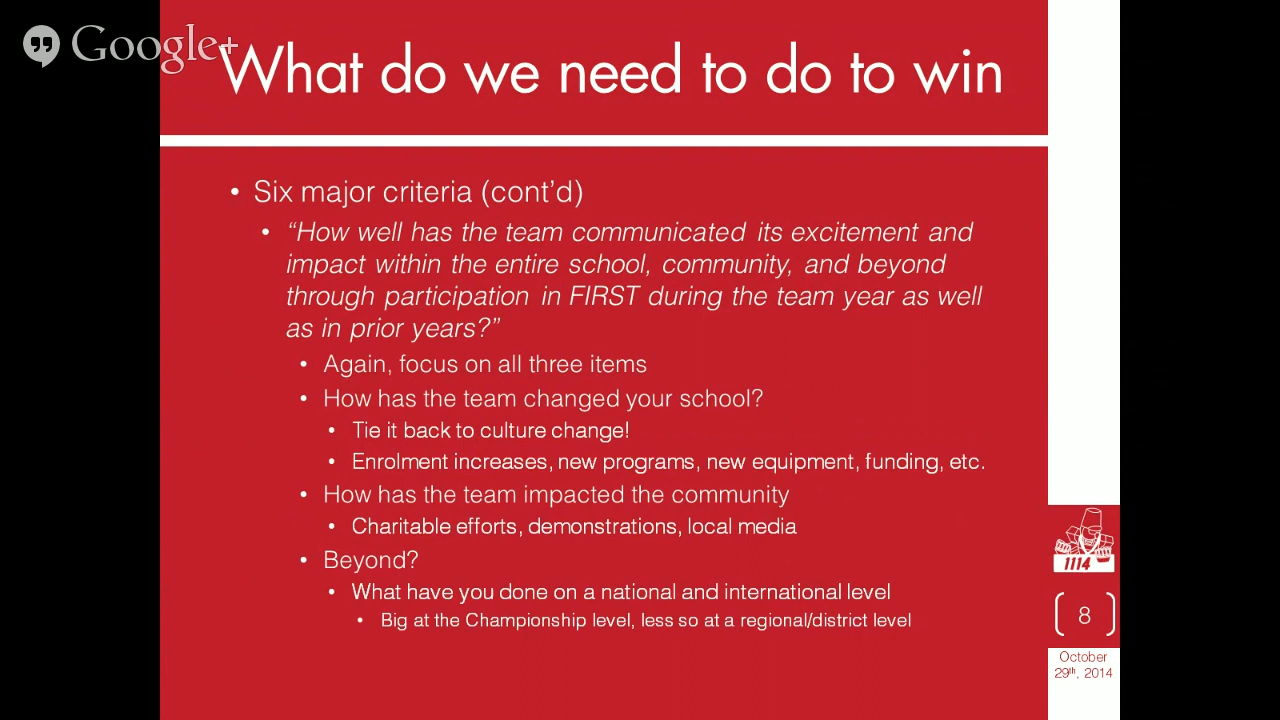 Google+
What do we need to do to win
• Six major criteria (cont’d)
• “How well has the team communicated its excitement and
impact within the entire school, community, and beyond
through participation in FIRST during the team year as well
as in prior years?”
• Again, focus on all three items
• How has the team changed your school?
• Tie it back to culture change!
• Enrolment increases, new programs, new equipment, funding, etc.
• How has the team impacted the community
• Charitable efforts, demonstrations, local media
• Beyond?
• What have you done on a national and international level
• Big at the Championship level, less so at a regional/district level
1114
8
October
29th, 2014